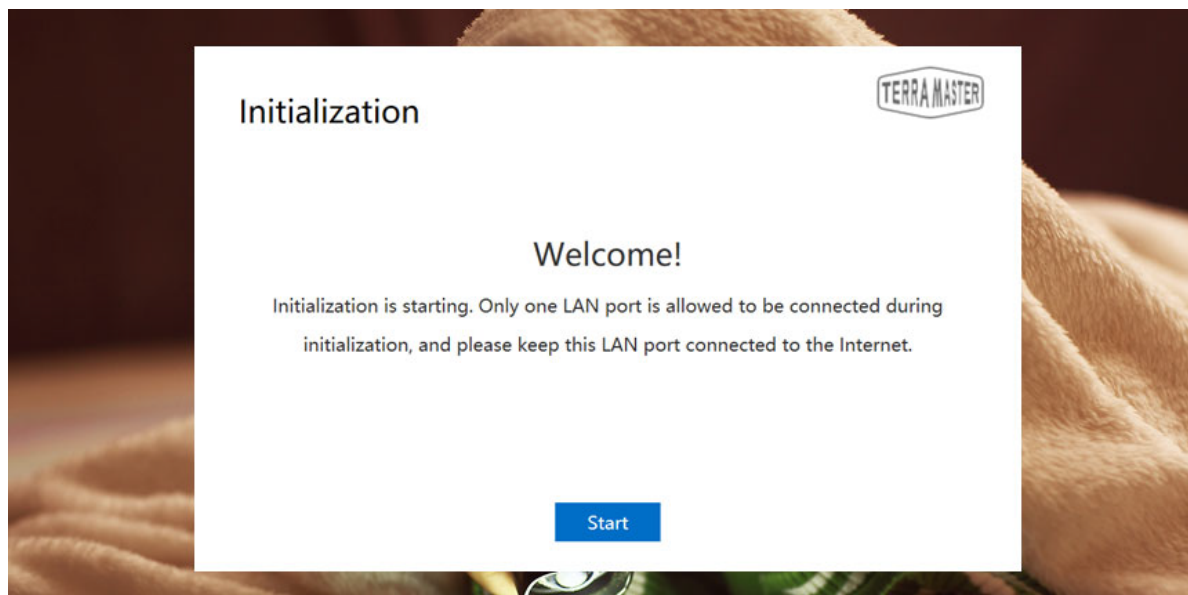 Initialization
TERRA MASTER
Welcome!
Initialization is starting. Only one LAN port is allowed to be connected during
initialization, and please keep this LAN port connected to the Internet.
Start